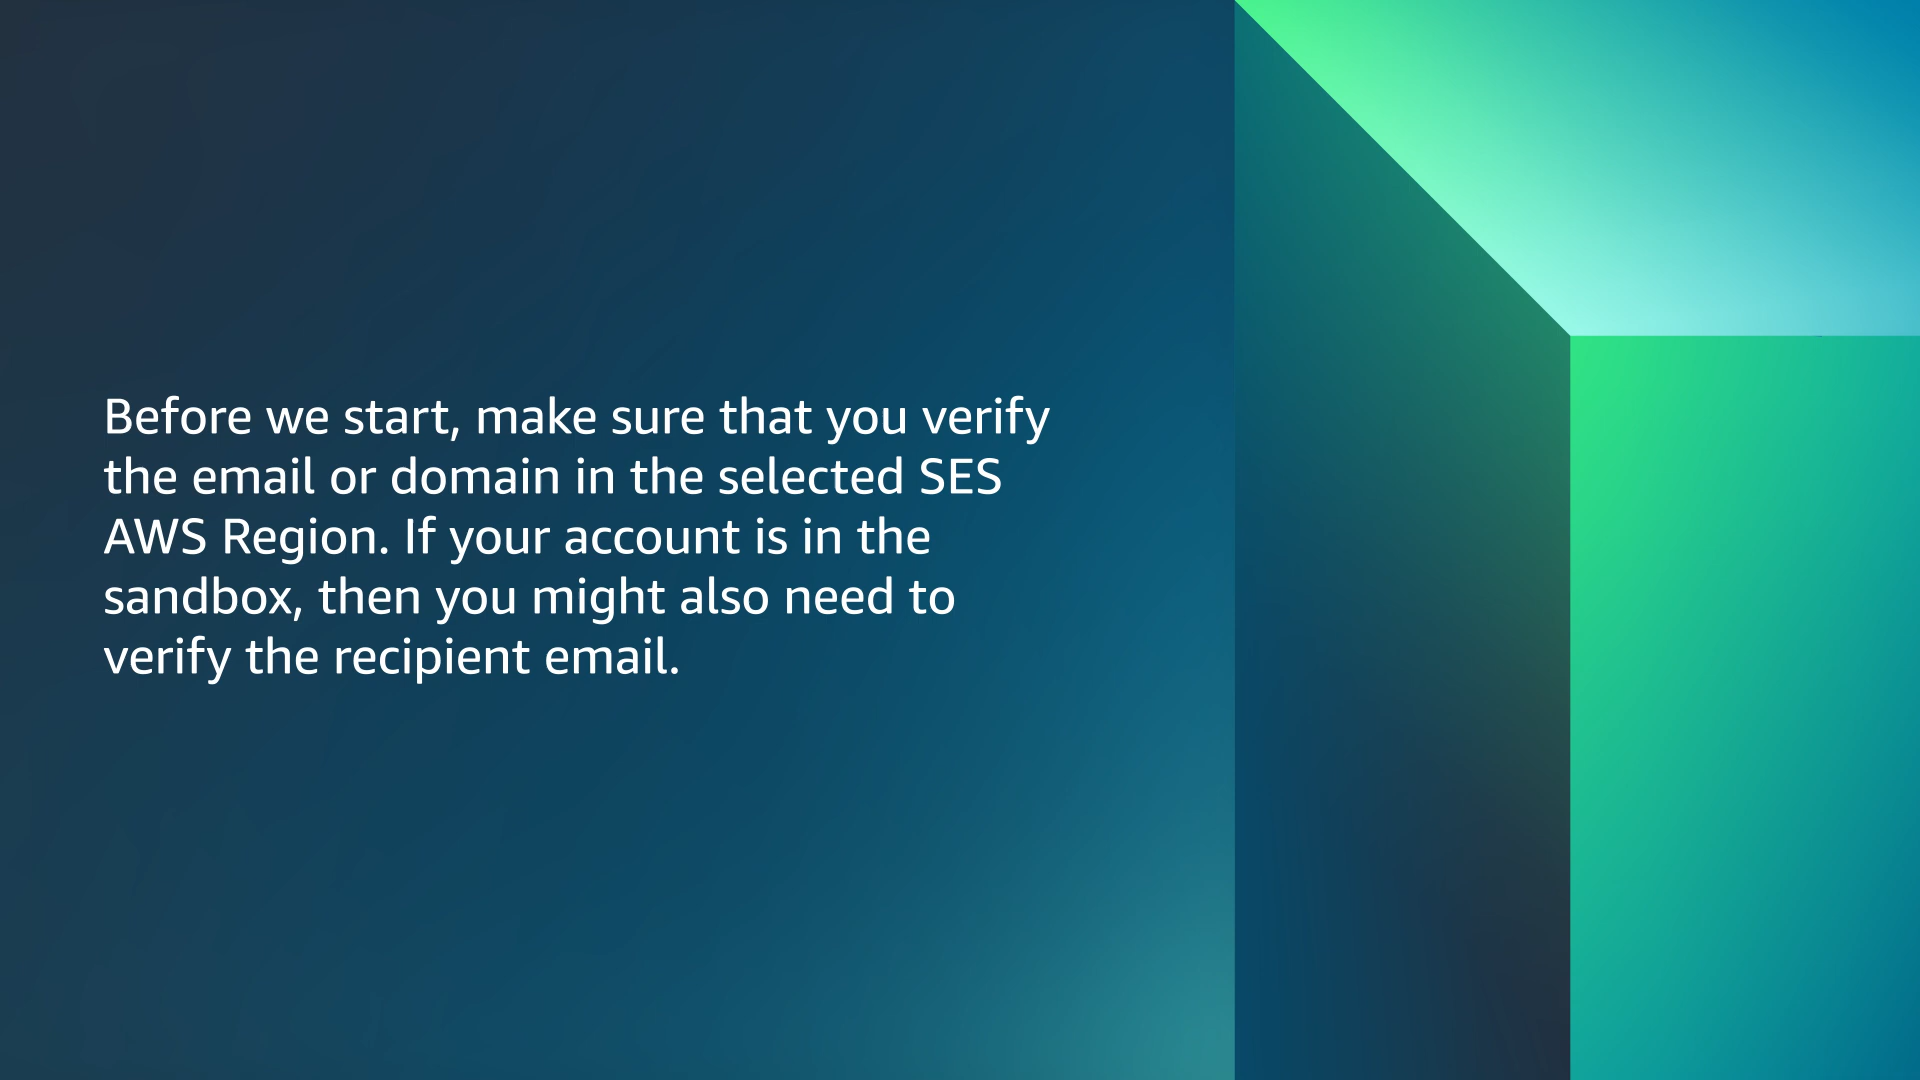 Before we start, make sure that you verify
the email or domain in the selected SES
AWS Region. If your account is in the
sandbox, then you might also need to
verify the recipient email.